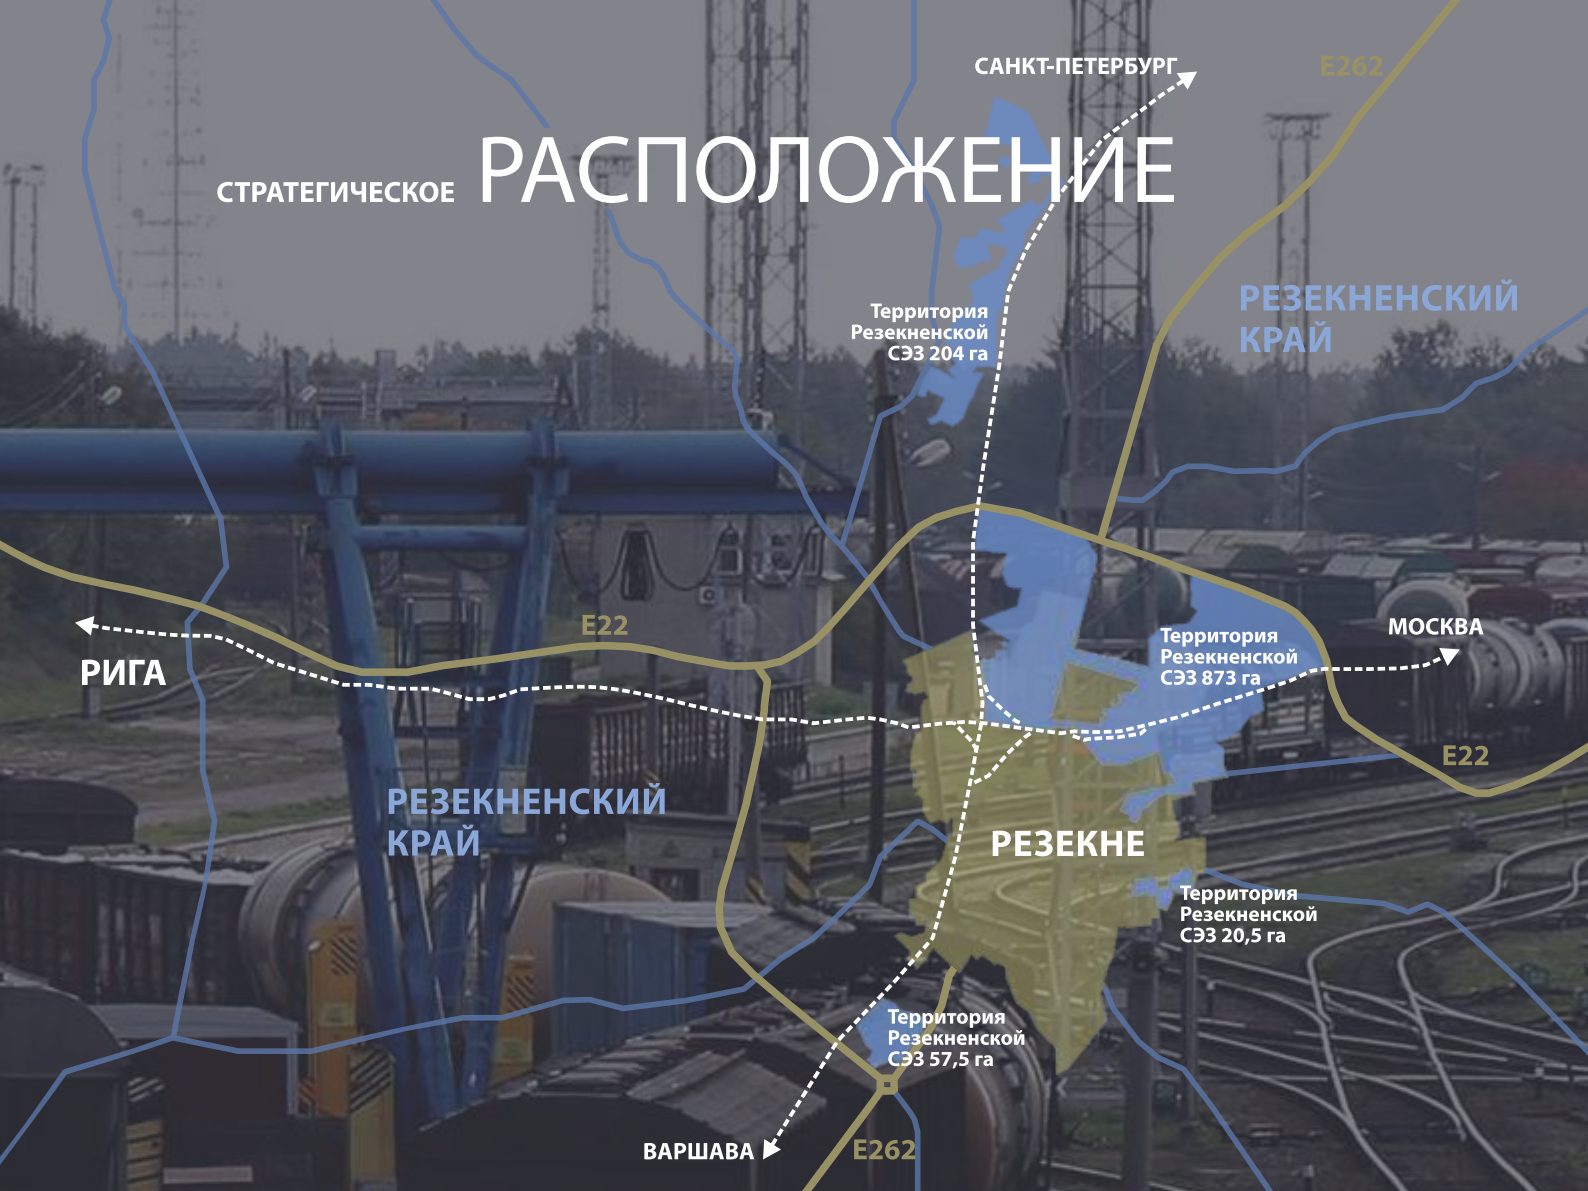 САНКТ-ПЕТЕРБУРГ
E262
СТРАТЕГИЧЕСКОЕ РАСПОЛОЖЕНИЕ
РЕЗЕКНЕНСКИЙ
КРАЙ
Территория
Резекненской
СЭЗ 204 га
E22
МОСКВА
Территория
Резекненской
СЭЗ 873 га
РИГА
E22
РЕЗЕКНЕНСКИЙ
КРАЙ
РЕЗЕКНЕ
Территория
Резекненской
СЭЗ 20,5 га
Территория
Резекненской
СЭЗ 57,5 га
ВАРШАВА
E262